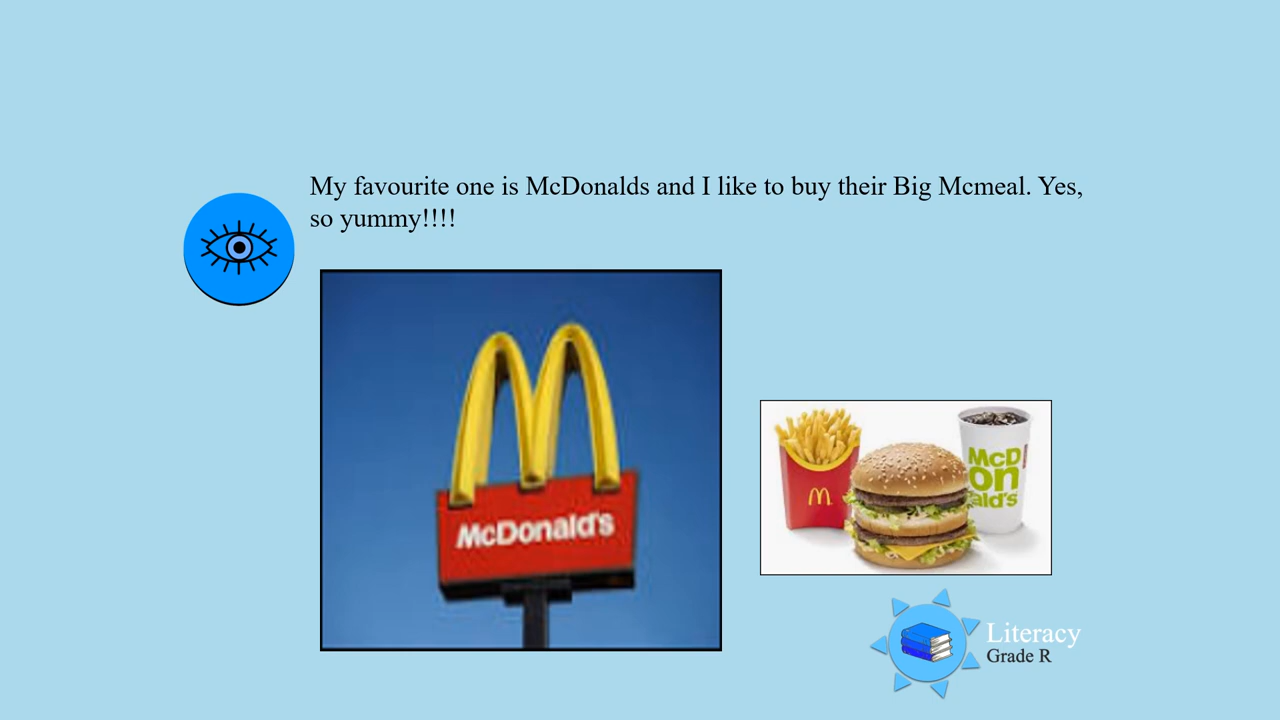 My favourite one is McDonalds and I like to buy their Big Mcmeal. Yes,
so yummy!!!!
McDonald's
M
McD
on
ald's
Literacy
Grade R